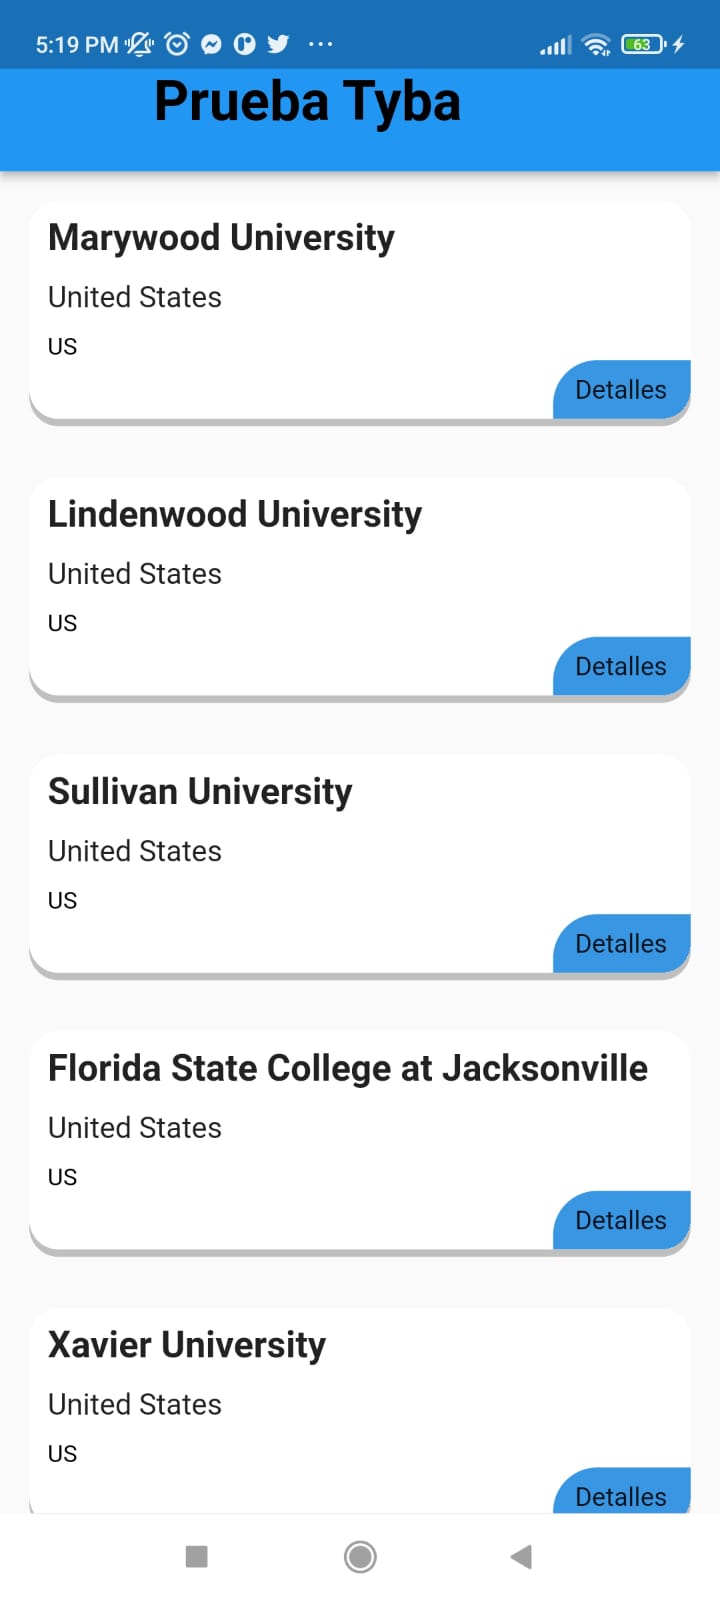 5:19 PM
63
Prueba Tyba
Marywood University
United States
US
Detalles
Lindenwood University
United States
US
Detalles
Sullivan University
United States
US
Detalles
Florida State College at Jacksonville
United States
US
Detalles
Xavier University
United States
US
Detalles